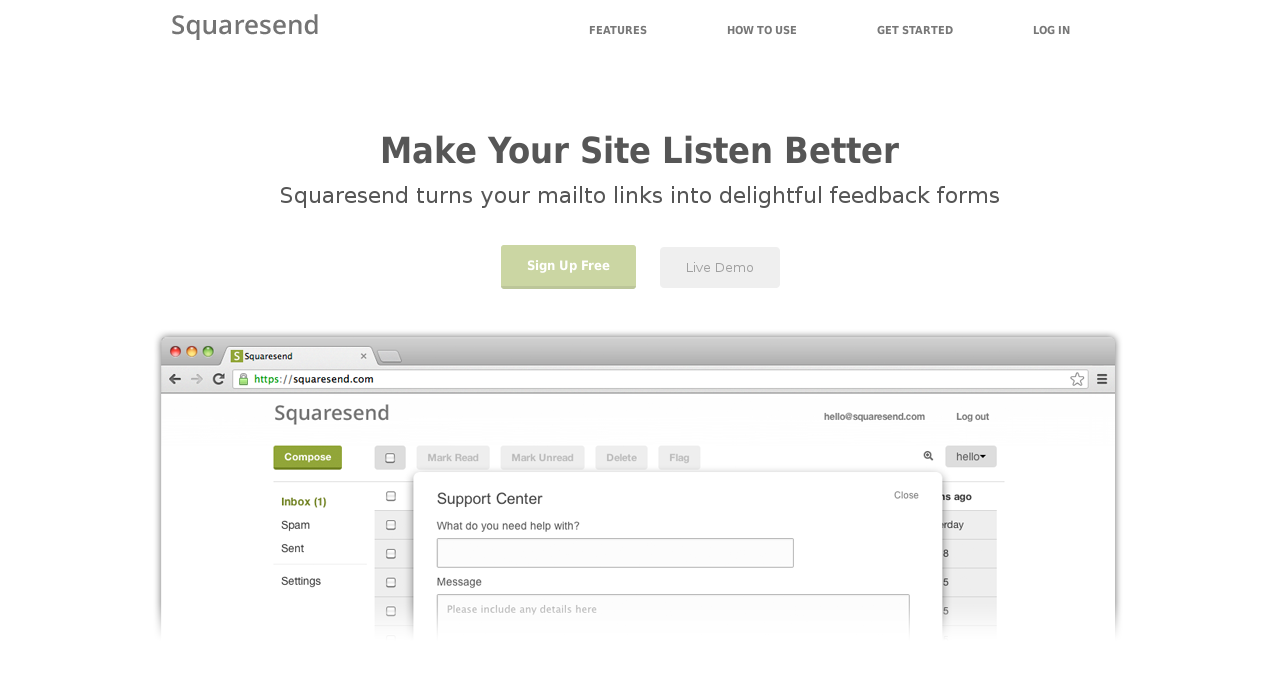 Squaresend
FEATURES HOW TO USE GET STARTED LOG IN
Make Your Site Listen Better
Squaresend turns your mailto links into delightful feedback forms
Sign Up Free Live Demo
Squaresend
https://squaresend.com
Squaresend
hello@squaresend.com Log out
Compose Mark Read Mark Unread Delete Flag hello
Support Center Close
Inbox (1) ns ago
What do you need help with?
Spam erday
Sent 8
Settings Message 5
Please include any details here 5